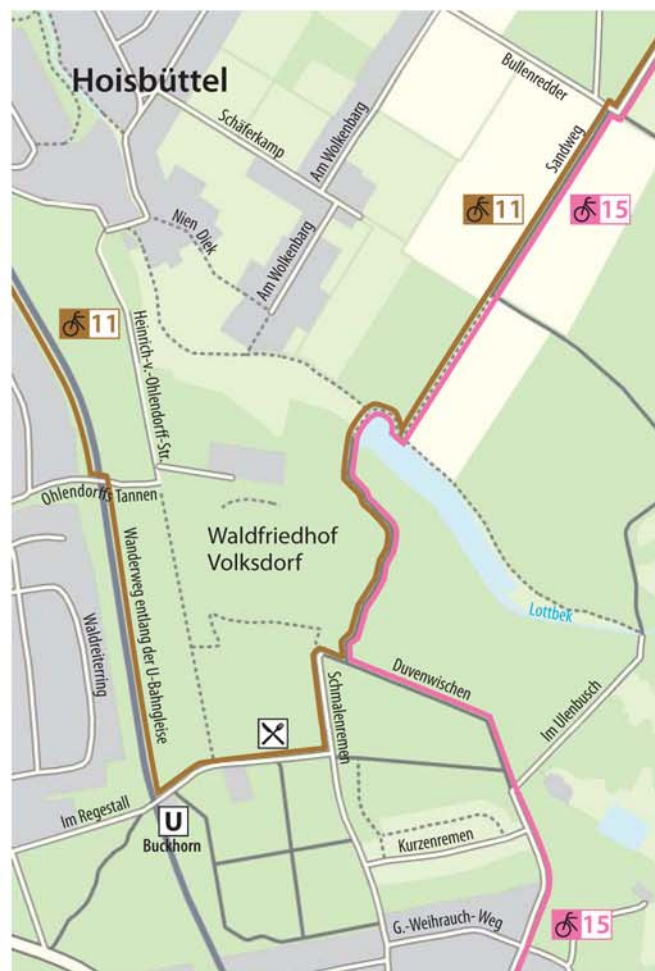 Hoisbüttel
Bullenredder
Schäferkamp
Am Wolkenbarg
Sandweg
11
15
Nien Diek
Am Wolkenbarg
11
Heinrich-v.-Ohlendorff-Str.
Ohlendorffs Tannen
Waldfriedhof
Volksdorf
Wanderweg entlang der U-Bahngleise
Waldreiterring
Lottbek
Duvenwischen
Schmalenremen
Im Ulenbusch
Im Regestall
U
Buckhorn
Kurzenremen
G.-Weihrauch- Weg
15